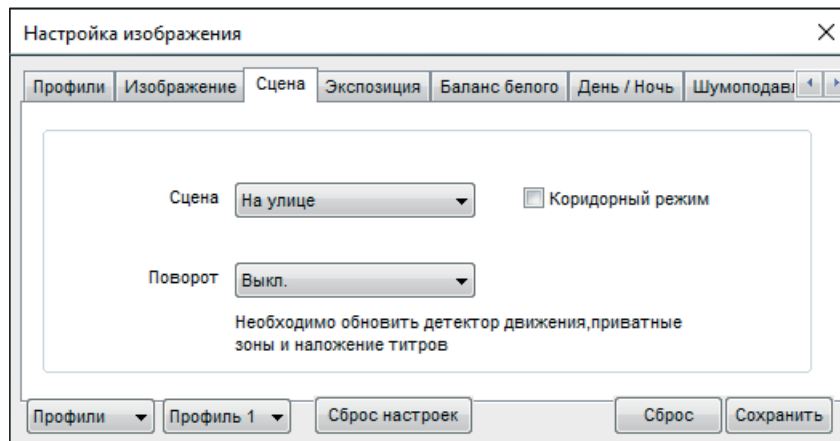 Настройка изображения
Профили Изображение Сцена Экспозиция Баланс белого День / Ночь Шумоподавл
Сцена На улице Коридорный режим
Поворот Выкл.
Необходимо обновить детектор движения,приватные
зоны и наложение титров
Профили Профиль 1 Сброс настроек Сброс Сохранить